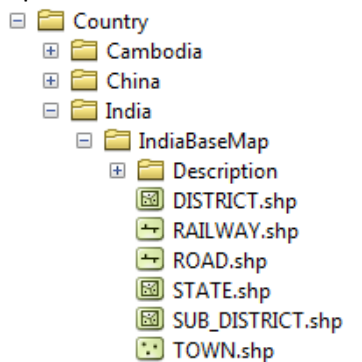 Country
Cambodia
China
India
IndiaBaseMap
Description
DISTRICT.shp
RAILWAY.shp
ROAD.shp
STATE.shp
SUB_DISTRICT.shp
TOWN.shp